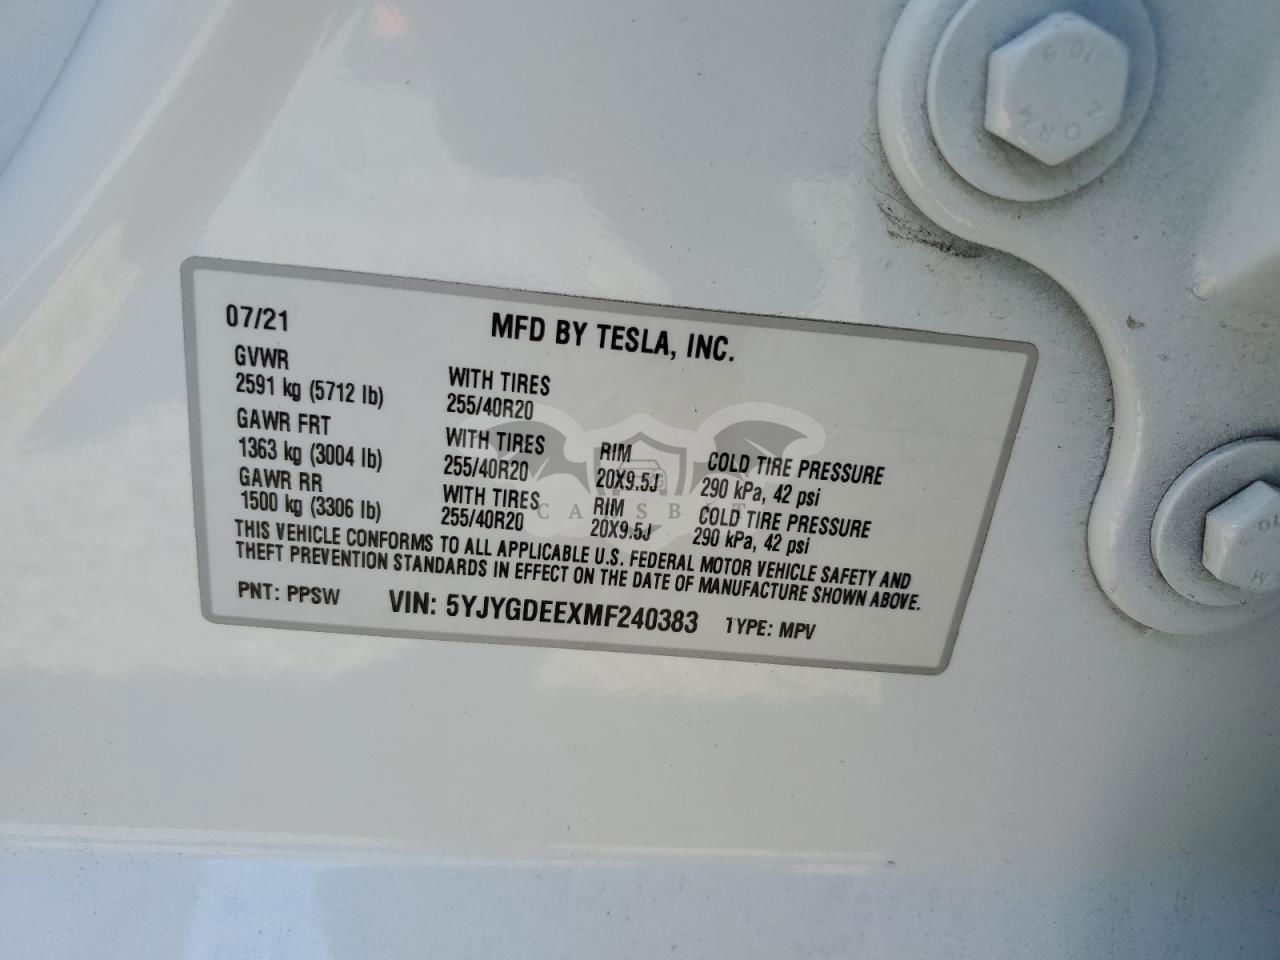 07/21 MFD BY TESLA, INC.
GVWR
2591 kg (5712 lb) WITH TIRES 255/40R20
GAWR FRT
1363 kg (3004 lb) WITH TIRES 255/40R20 RIM 20X9.5J COLD TIRE PRESSURE 290 kPa, 42 psi
GAWR RR
1500 kg (3306 lb) WITH TIRES 255/40R20 RIM 20X9.5J COLD TIRE PRESSURE 290 kPa, 42 psi
THIS VEHICLE CONFORMS TO ALL APPLICABLE U.S. FEDERAL MOTOR VEHICLE SAFETY AND
THEFT PREVENTION STANDARDS IN EFFECT ON THE DATE OF MANUFACTURE SHOWN ABOVE.
PNT: PPSW VIN: 5YJYGDEEXMF240383 TYPE: MPV
10.9